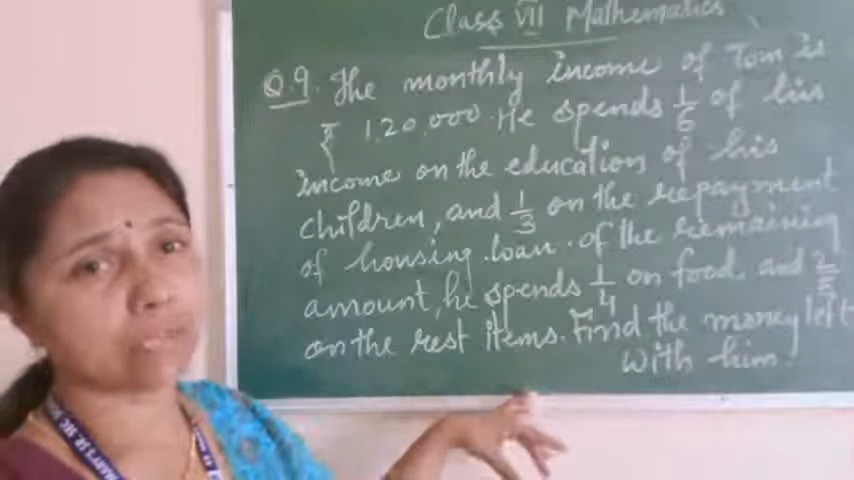 Class VII Mathematics
Q.9. The monthly income of Tom is
₹ 1,20,000. He spends 1/6 of his
income on the education of his
children, and 1/3 on the repayment
of housing loan. Of the remaining
amount, he spends 1/4 on food and 2/5
on the rest items. Find the money left
with him.